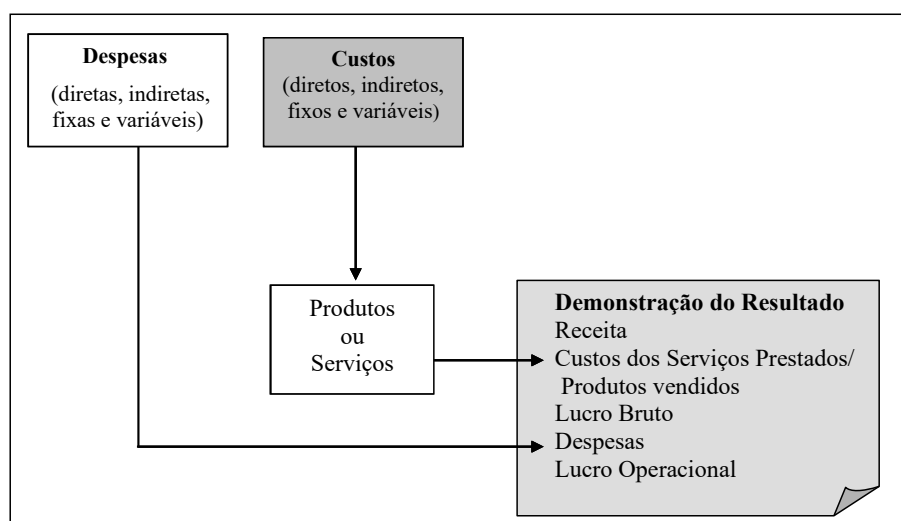 Despesas
(diretas, indiretas,
fixas e variáveis)
Custos
(diretos, indiretos,
fixos e variáveis)
Produtos
ou
Serviços
Demonstração do Resultado
Receita
Custos dos Serviços Prestados/
Produtos vendidos
Lucro Bruto
Despesas
Lucro Operacional